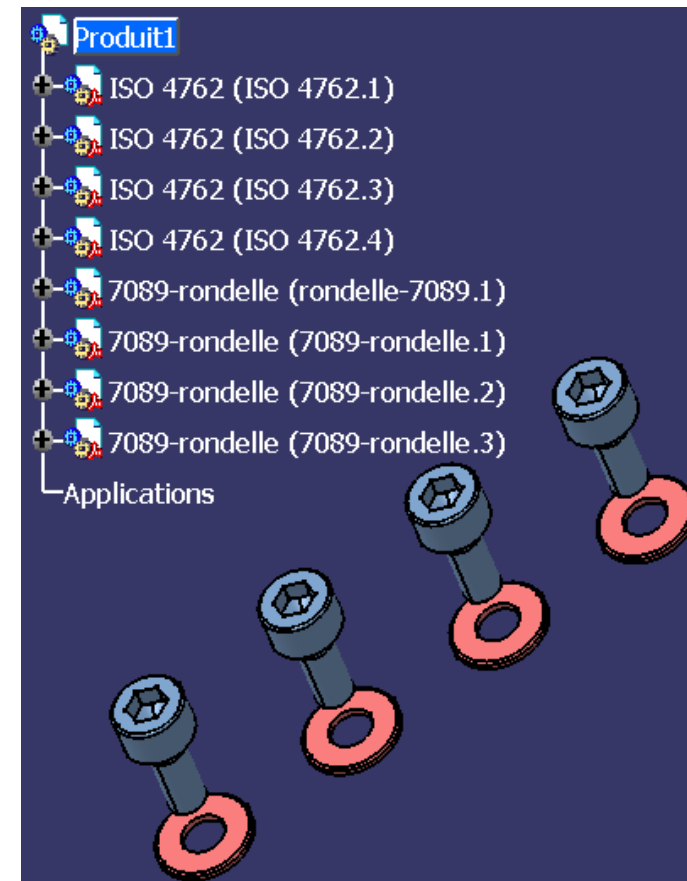 Produit1
ISO 4762 (ISO 4762.1)
ISO 4762 (ISO 4762.2)
ISO 4762 (ISO 4762.3)
ISO 4762 (ISO 4762.4)
7089-rondelle (rondelle-7089.1)
7089-rondelle (7089-rondelle.1)
7089-rondelle (7089-rondelle.2)
7089-rondelle (7089-rondelle.3)
Applications